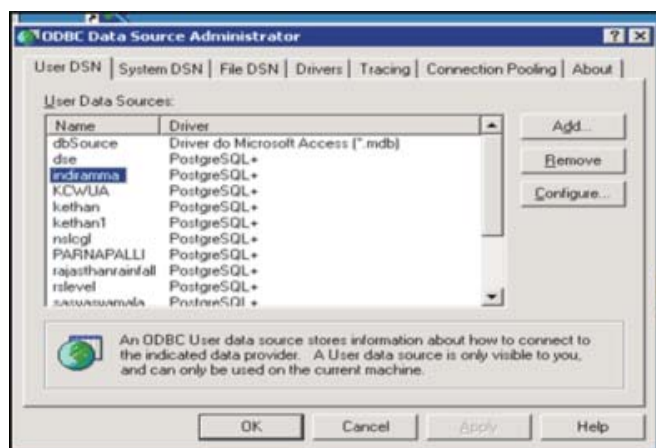 ODBC Data Source Administrator
User DSN System DSN File DSN Drivers Tracing Connection Pooling About
User Data Sources:
Name Driver
dbSource Driver do Microsoft Access (*.mdb)
dse PostgreSQL+
indiramma PostgreSQL+
KCWUA PostgreSQL+
kethan PostgreSQL+
kethan1 PostgreSQL+
PostgreSQL+
PARNAPALLI PostgreSQL+
rajasthanrainfall PostgreSQL+
rslevel PostgreSQL+
PostgreSQL+
Add...
Remove
Configure...
An ODBC User data source stores information about how to connect to
the indicated data provider. A User data source is only visible to you,
and can only be used on the current machine.
OK Cancel Apply Help